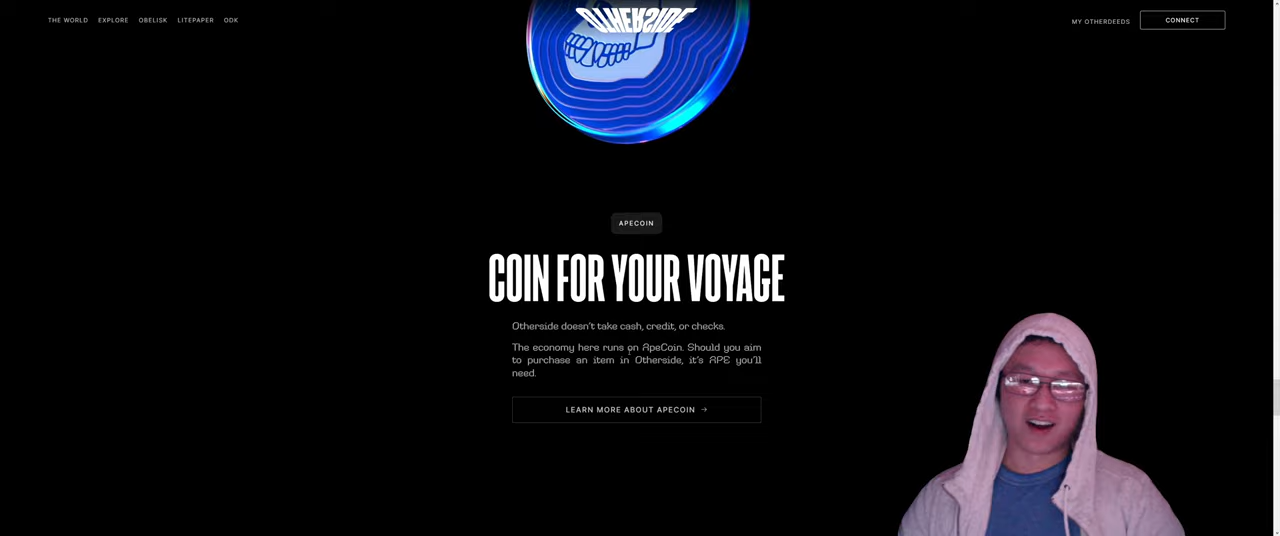 THE WORLD EXPLORE OBELISK LITEPAPER ODK
OTHERSIDE
MY OTHERDEEDS CONNECT
APECOIN
COIN FOR YOUR VOYAGE
Otherside doesn't take cash, credit, or checks.
The economy here runs on ApeCoin. Should you aim
to purchase an item in Otherside, it's APE you'll
need.
LEARN MORE ABOUT APECOIN →